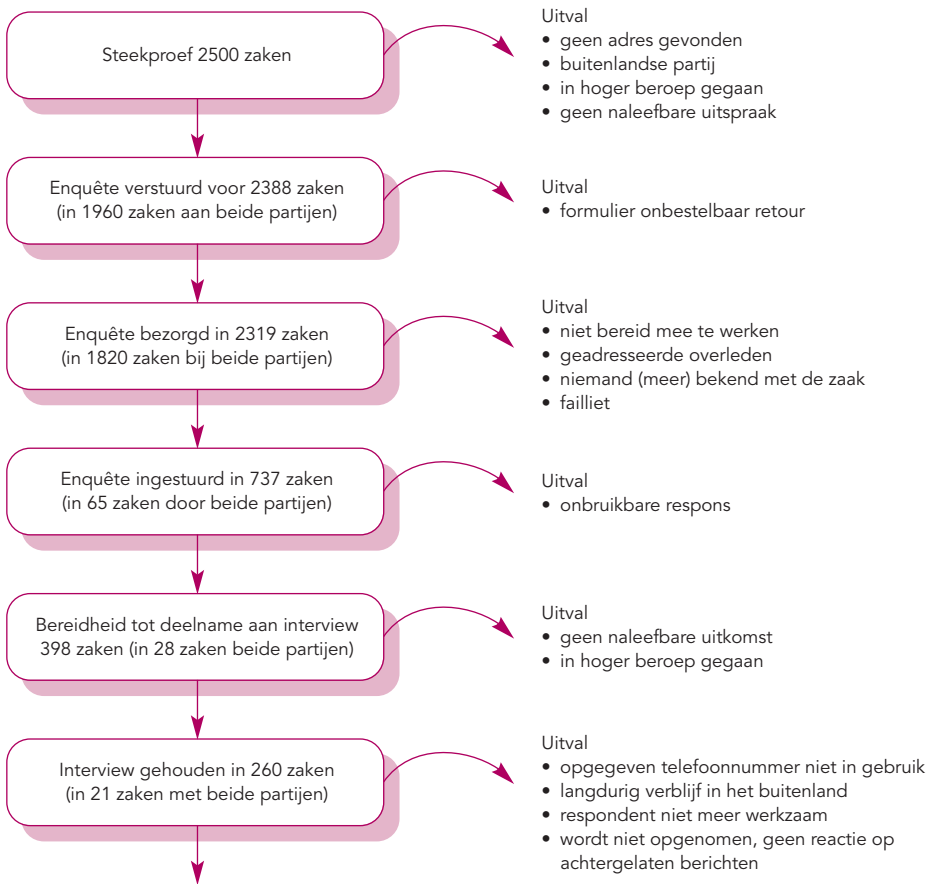 Steekproef 2500 zaken
Uitval
• geen adres gevonden
• buitenlandse partij
• in hoger beroep gegaan
• geen naleefbare uitspraak
Enquête verstuurd voor 2388 zaken
(in 1960 zaken aan beide partijen)
Uitval
• formulier onbestelbaar retour
Enquête bezorgd in 2319 zaken
(in 1820 zaken bij beide partijen)
Uitval
• niet bereid mee te werken
• geadresseerde overleden
• niemand (meer) bekend met de zaak
• failliet
Enquête ingestuurd in 737 zaken
(in 65 zaken door beide partijen)
Uitval
• onbruikbare respons
Bereidheid tot deelname aan interview
398 zaken (in 28 zaken beide partijen)
Uitval
• geen naleefbare uitkomst
• in hoger beroep gegaan
Interview gehouden in 260 zaken
(in 21 zaken met beide partijen)
Uitval
• opgegeven telefoonnummer niet in gebruik
• langdurig verblijf in het buitenland
• respondent niet meer werkzaam
• wordt niet opgenomen, geen reactie op
achtergelaten berichten